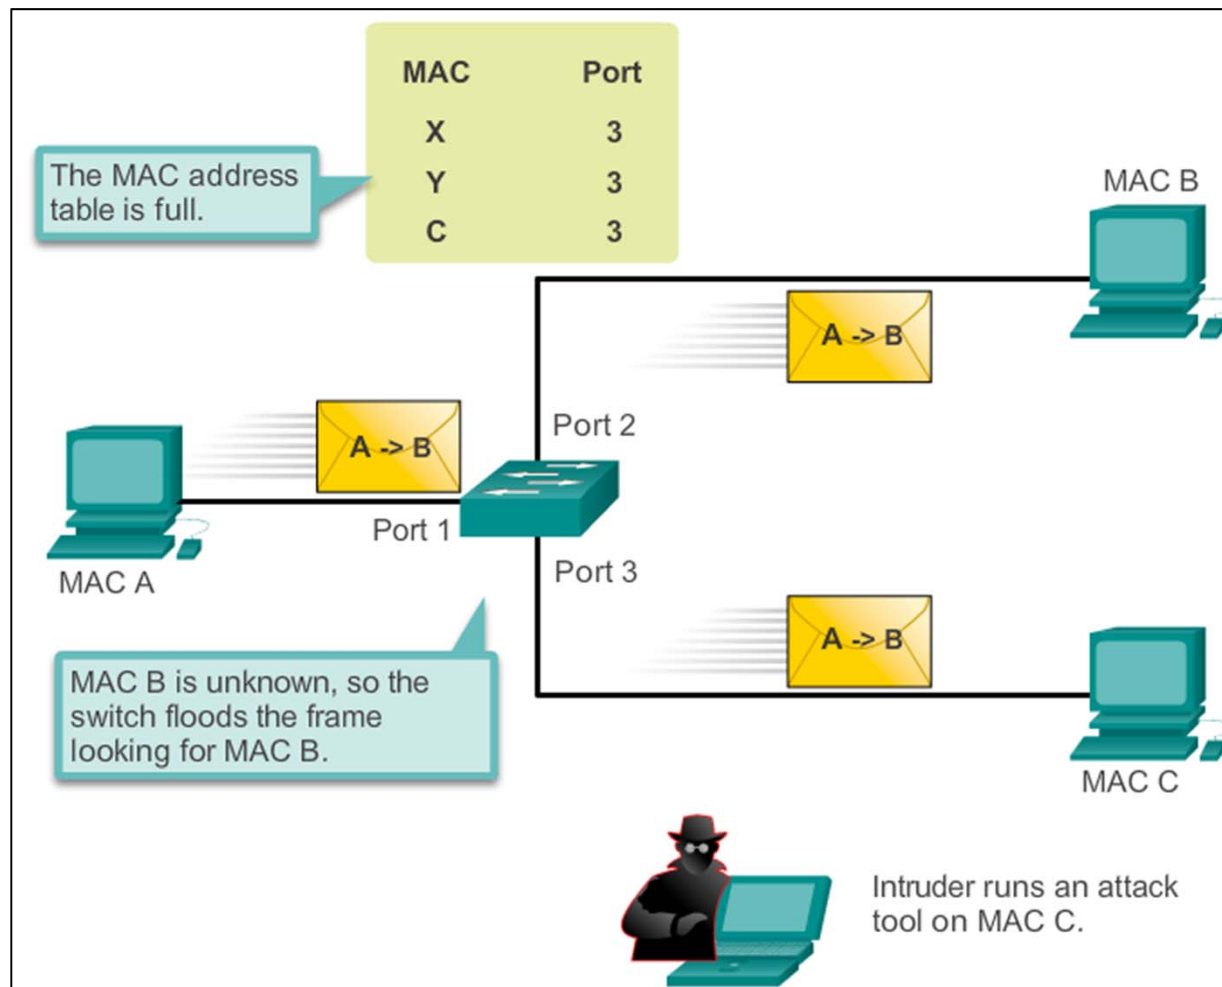 MAC Port
X 3
Y 3
C 3
The MAC address
table is full.
MAC B
A -> B
Port 2
A -> B
Port 1
MAC A
Port 3
A -> B
MAC B is unknown, so the
switch floods the frame
looking for MAC B.
MAC C
Intruder runs an attack
tool on MAC C.